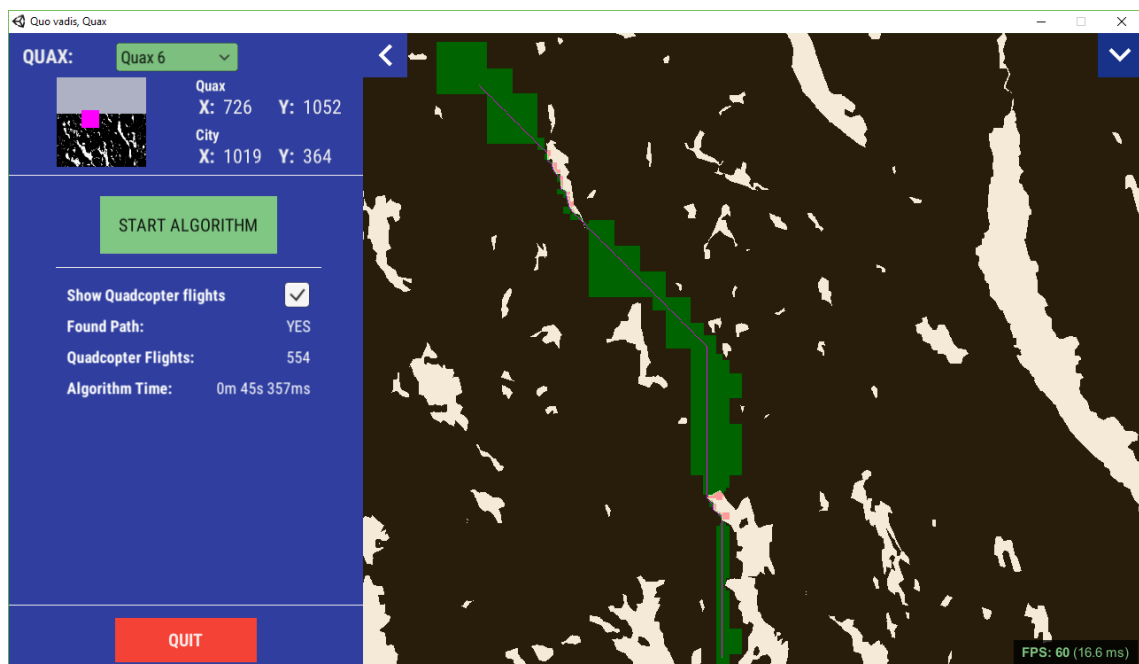 Quo vadis, Quax
QUAX: Quax 6
Quax
X: 726 Y: 1052
City
X: 1019 Y: 364
START ALGORITHM
Show Quadcopter flights
Found Path: YES
Quadcopter Flights: 554
Algorithm Time: 0m 45s 357ms
QUIT
FPS: 60 (16.6 ms)